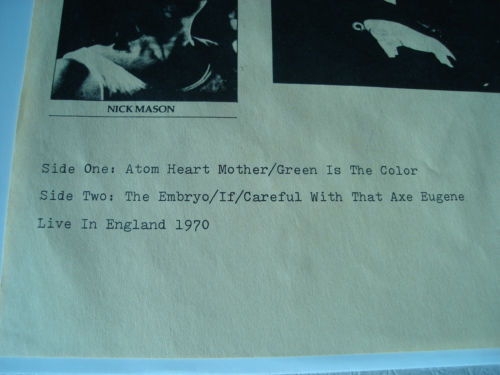 NICK MASON
Side One: Atom Heart Mother/Green Is The Color
Side Two: The Embryo/If/Careful With That Axe Eugene
Live In England 1970